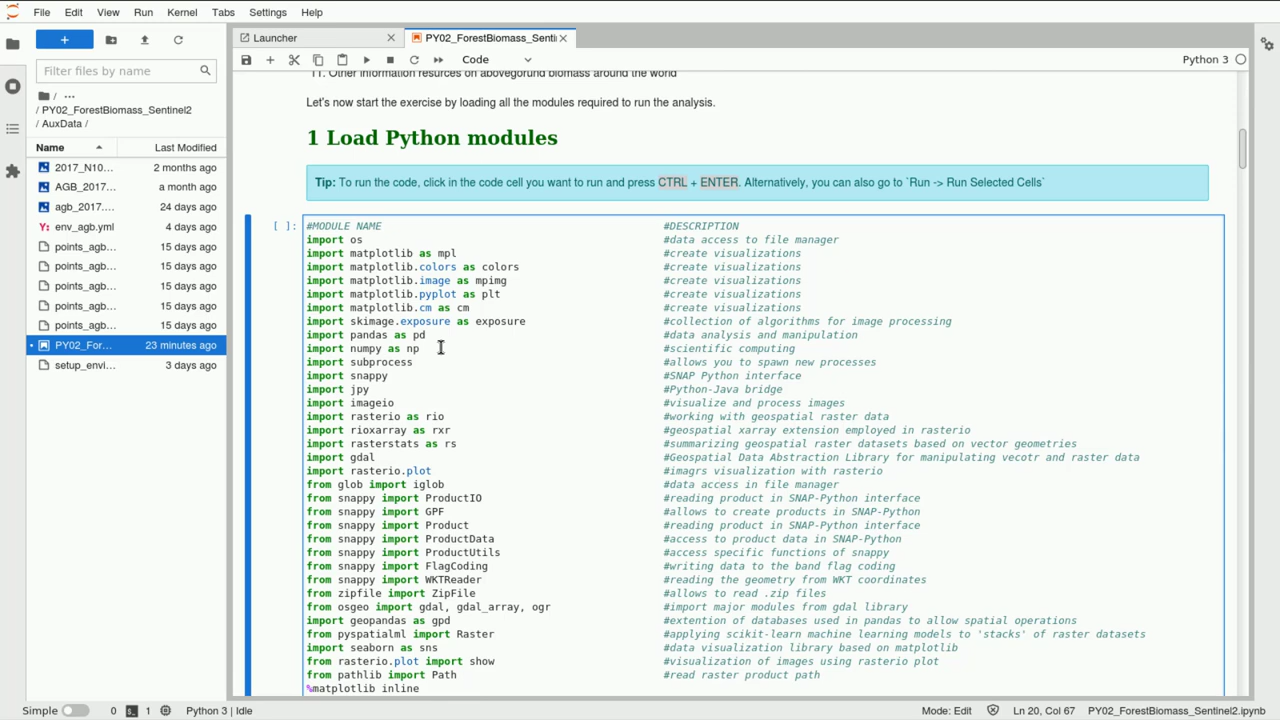 File Edit View Run Kernel Tabs Settings Help
+
Filter files by name
/ ···
/ PY02_ForestBiomass_Sentinel2
/ AuxData /
Name Last Modified
2017_N10... 2 months ago
AGB_2017... a month ago
agb_2017.... 24 days ago
Y: env_agb.yml 4 days ago
points_agb... 15 days ago
points_agb... 15 days ago
points_agb... 15 days ago
points_agb... 15 days ago
points_agb... 15 days ago
PY02_For... 23 minutes ago
setup_envi... 3 days ago
Launcher
PY02_ForestBiomass_Senti
Code
Python 3
11. Other information resurces on abovegorund biomass around the world
Let's now start the exercise by loading all the modules required to run the analysis.
1 Load Python modules
Tip: To run the code, click in the code cell you want to run and press CTRL + ENTER. Alternatively, you can also go to `Run -> Run Selected Cells`
[ ]: #MODULE NAME #DESCRIPTION
import os #data access to file manager
import matplotlib as mpl #create visualizations
import matplotlib.colors as colors #create visualizations
import matplotlib.image as mpimg #create visualizations
import matplotlib.pyplot as plt #create visualizations
import matplotlib.cm as cm #create visualizations
import skimage.exposure as exposure #collection of algorithms for image processing
import pandas as pd #data analysis and manipulation
import numpy as np #scientific computing
import subprocess #allows you to spawn new processes
import snappy #SNAP Python interface
import jpy #Python-Java bridge
import imageio #visualize and process images
import rasterio as rio #working with geospatial raster data
import rioxarray as rxr #geospatial xarray extension employed in rasterio
import rasterstats as rs #summarizing geospatial raster datasets based on vector geometries
import gdal #Geospatial Data Abstraction Library for manipulating vecotr and raster data
import rasterio.plot #imagrs visualization with rasterio
from glob import iglob #data access in file manager
from snappy import ProductIO #reading product in SNAP-Python interface
from snappy import GPF #allows to create products in SNAP-Python
from snappy import Product #reading product in SNAP-Python interface
from snappy import ProductData #access to product data in SNAP-Python
from snappy import ProductUtils #access specific functions of snappy
from snappy import FlagCoding #writing data to the band flag coding
from snappy import WKTReader #reading the geometry from WKT coordinates
from zipfile import ZipFile #allows to read .zip files
from osgeo import gdal, gdal_array, ogr #import major modules from gdal library
import geopandas as gpd #extention of databases used in pandas to allow spatial operations
from pyspatialml import Raster #applying scikit-learn machine learning models to 'stacks' of raster datasets
import seaborn as sns #data visualization library based on matplotlib
from rasterio.plot import show #visualization of images using rasterio plot
from pathlib import Path #read raster product path
%matplotlib inline
Simple 0 1 Python 3 | Idle Mode: Edit Ln 20, Col 67 PY02_ForestBiomass_Sentinel2.ipynb